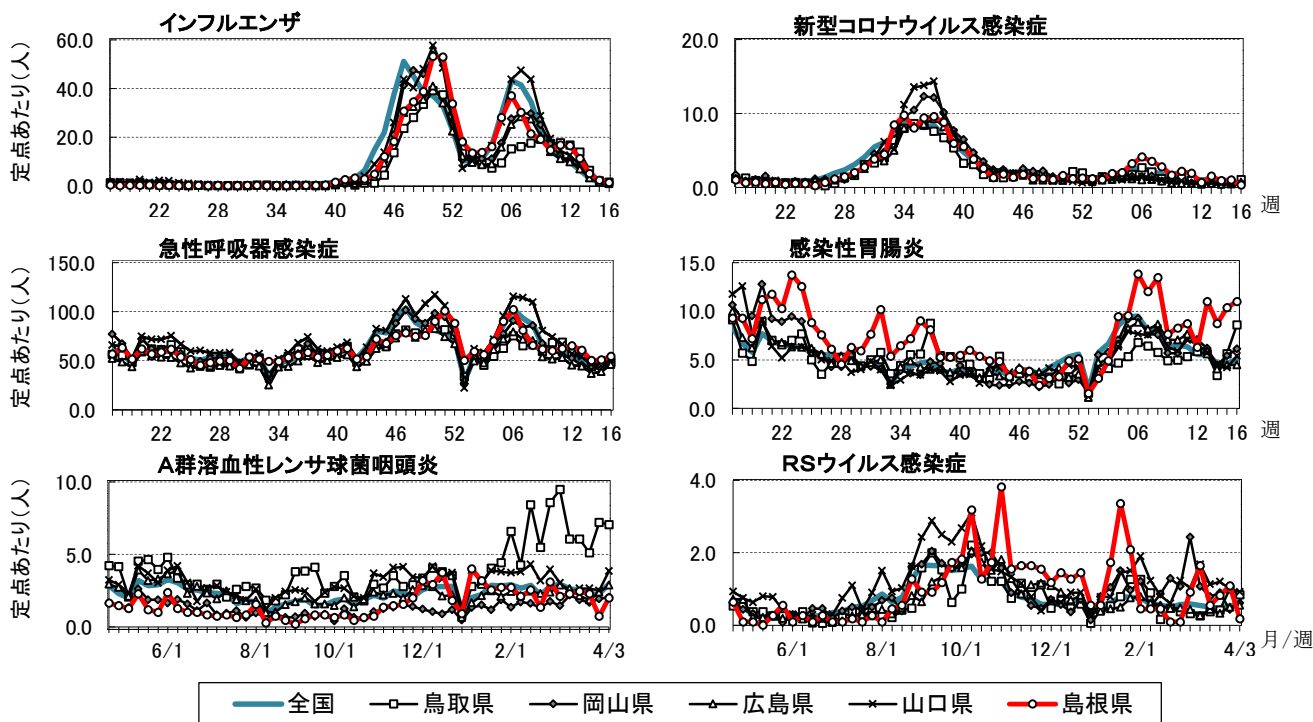 インフルエンザ
定点あたり(人)
60.0
40.0
20.0
0.0
22 28 34 40 46 52 06 12 16
新型コロナウイルス感染症
20.0
10.0
0.0
22 28 34 40 46 52 06 12 16 週
急性呼吸器感染症
定点あたり(人)
150.0
100.0
50.0
0.0
22 28 34 40 46 52 06 12 16
感染性胃腸炎
15.0
10.0
5.0
0.0
22 28 34 40 46 52 06 12 16 週
A群溶血性レンサ球菌咽頭炎
定点あたり(人)
10.0
5.0
0.0
6/1 8/1 10/1 12/1 2/1 4/3
RSウイルス感染症
4.0
2.0
0.0
6/1 8/1 10/1 12/1 2/1 4/3 月/週
全国 鳥取県 岡山県 広島県 山口県 島根県